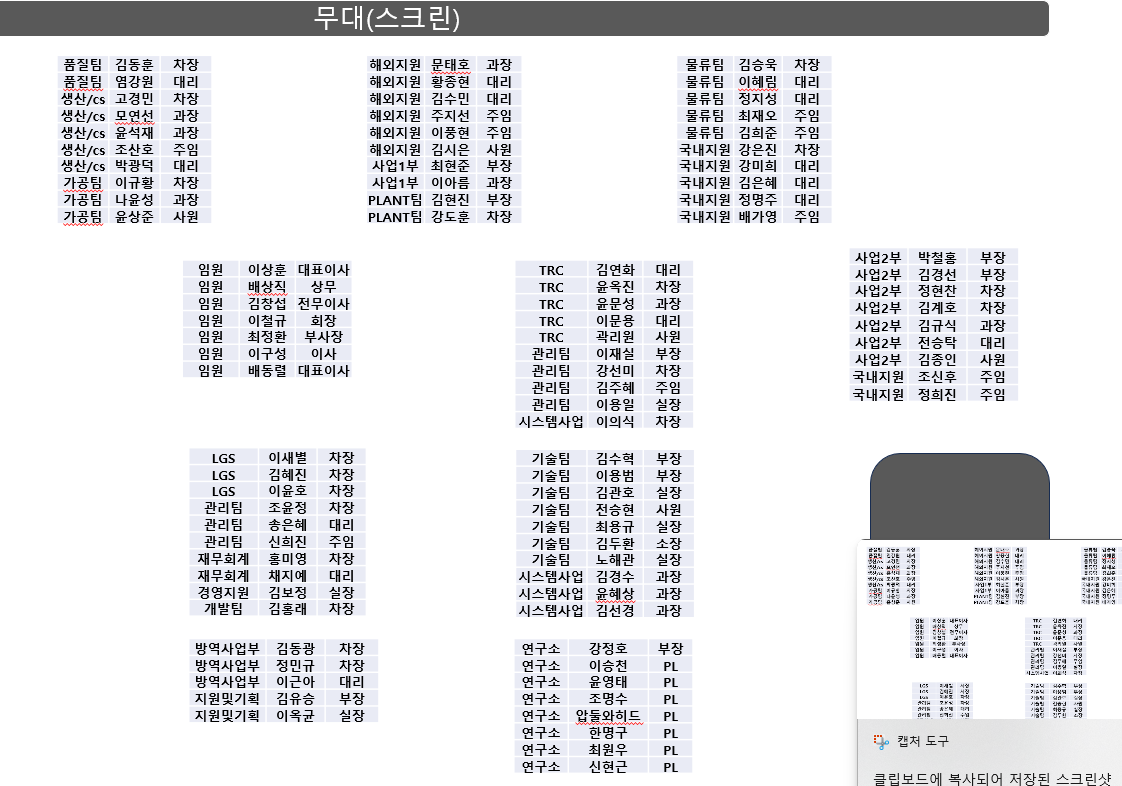 무대(스크린)
품질팀 김동훈 차장
품질팀 염강원 대리
생산/cs 고경민 차장
생산/cs 모연선 과장
생산/cs 윤석재 과장
생산/cs 조산호 주임
생산/cs 박광덕 대리
가공팀 이규황 차장
가공팀 나윤성 과장
가공팀 윤상준 사원
해외지원 문태호 과장
해외지원 황종현 대리
해외지원 김수민 대리
해외지원 주지선 주임
해외지원 이풍현 주임
해외지원 김시은 사원
사업1부 최현준 부장
사업1부 이아름 과장
PLANT팀 김현진 부장
PLANT팀 강도훈 차장
물류팀 김승욱 차장
물류팀 이혜림 과장
물류팀 정지성 대리
물류팀 최재오 주임
물류팀 김희준 주임
국내지원 강은진 차장
국내지원 강미희 대리
국내지원 김은혜 대리
국내지원 정명주 대리
국내지원 배가영 주임
임원 이상훈 대표이사
임원 배상직 상무
임원 김창섭 전무이사
임원 이철규 회장
임원 최정환 부사장
임원 이구성 이사
임원 배동렬 대표이사
TRC 김연화 대리
TRC 윤옥진 차장
TRC 윤문성 과장
TRC 이문용 대리
TRC 곽리원 사원
관리팀 이재실 부장
관리팀 강선미 차장
관리팀 김주혜 주임
관리팀 이용일 실장
시스템사업 이의식 차장
사업2부 박철홍 부장
사업2부 김경선 부장
사업2부 정현찬 차장
사업2부 김계호 차장
사업2부 김규식 과장
사업2부 전승탁 대리
사업2부 김종인 사원
국내지원 조신후 주임
국내지원 정희진 주임
LGS 이새별 차장
LGS 김혜진 차장
LGS 이윤호 차장
관리팀 조윤정 차장
관리팀 송은혜 대리
관리팀 신희진 주임
재무회계 홍미영 차장
재무회계 채지예 대리
경영지원 김보정 실장
개발팀 김홍래 차장
기술팀 김수혁 부장
기술팀 이용범 부장
기술팀 김관호 실장
기술팀 전승현 사원
기술팀 최용규 실장
기술팀 김두환 소장
기술팀 노해관 실장
시스템사업 김경수 과장
시스템사업 윤혜상 과장
시스템사업 김선경 과장
방역사업부 김동광 차장
방역사업부 정민규 차장
방역사업부 이근아 대리
지원및기획 김유승 부장
지원및기획 이옥균 실장
연구소 강정호 부장
연구소 이승천 PL
연구소 윤영태 PL
연구소 조명수 PL
연구소 압둘와히드 PL
연구소 한명구 PL
연구소 최원우 PL
연구소 신현근 PL
캡처 도구
클립보드에 복사되어 저장된 스크린샷